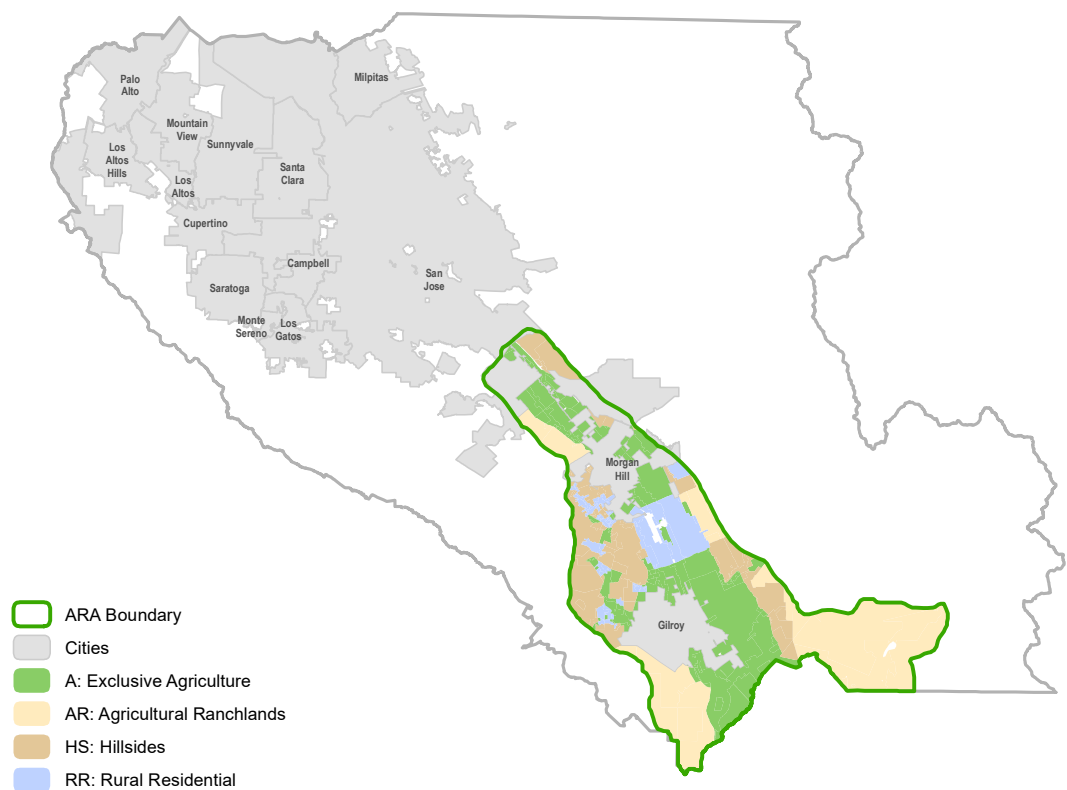 Palo
Alto
Milpitas
Mountain
View
Sunnyvale
Los
Altos
Hills
Santa
Clara
Los
Altos
Cupertino
Campbell
San
Jose
Saratoga
Monte
Sereno
Los
Gatos
Morgan
Hill
Gilroy
ARA Boundary
Cities
A: Exclusive Agriculture
AR: Agricultural Ranchlands
HS: Hillsides
RR: Rural Residential